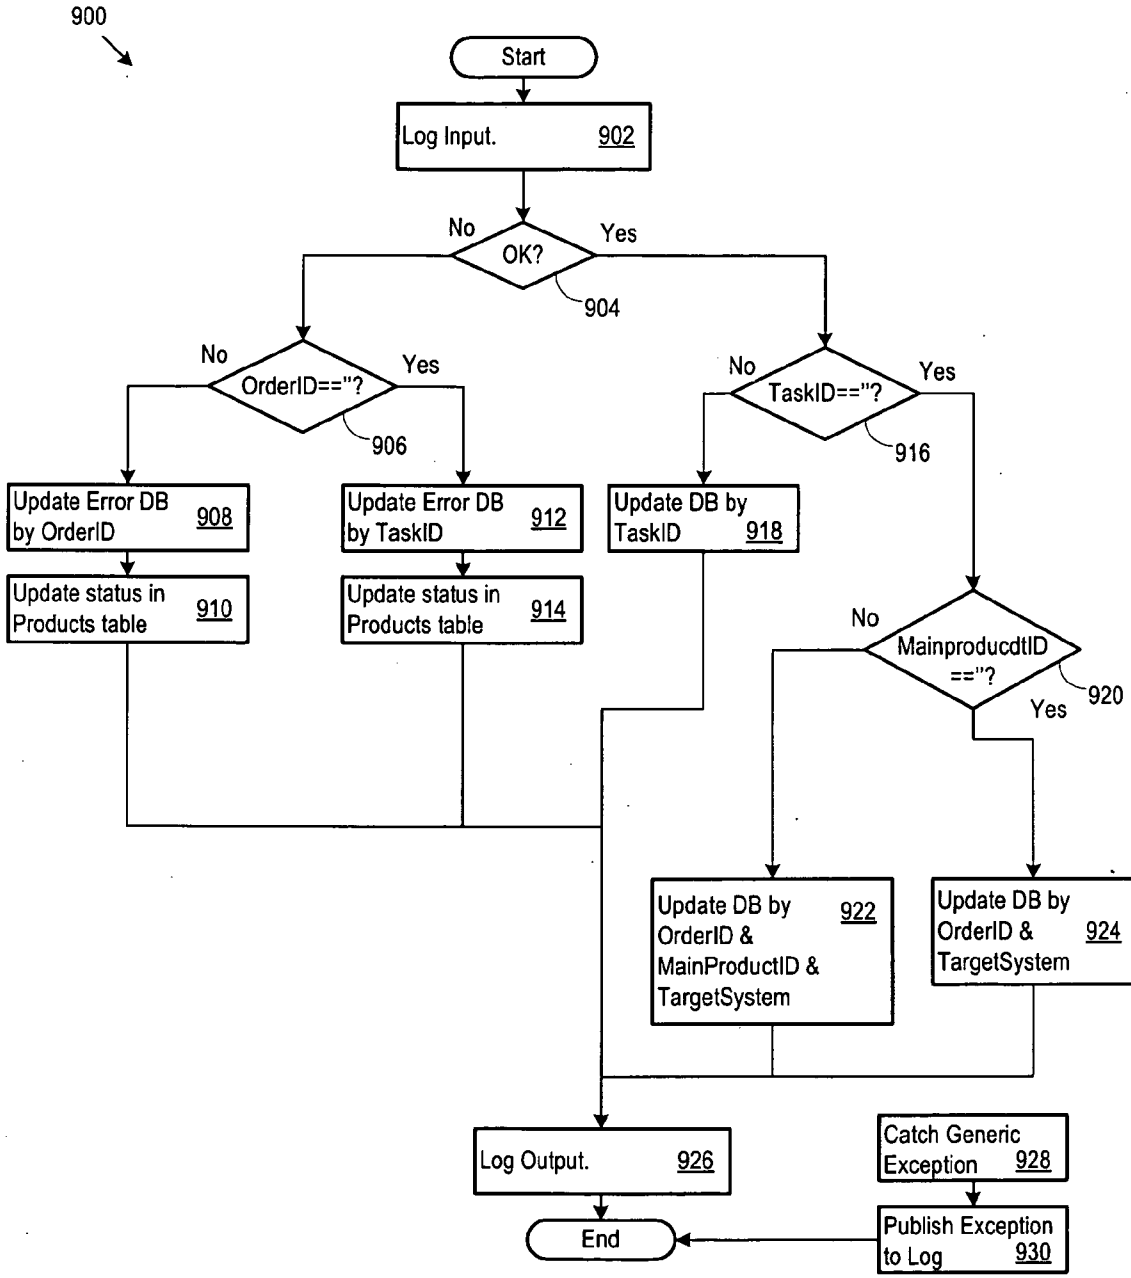 900
Start
Log Input. 902
No
Yes
OK?
904
No
Yes
OrderID=="?
906
No
Yes
TaskID=="?
916
Update Error DB
by OrderID
908
Update Error DB
by TaskID
912
Update DB by
TaskID
918
Update status in
Products table
910
Update status in
Products table
914
No
MainproducdtID
=="?
920
Yes
Update DB by
OrderID &
MainProductID &
TargetSystem
922
Update DB by
OrderID &
TargetSystem
924
Log Output. 926
Catch Generic
Exception
928
End
Publish Exception
to Log
930